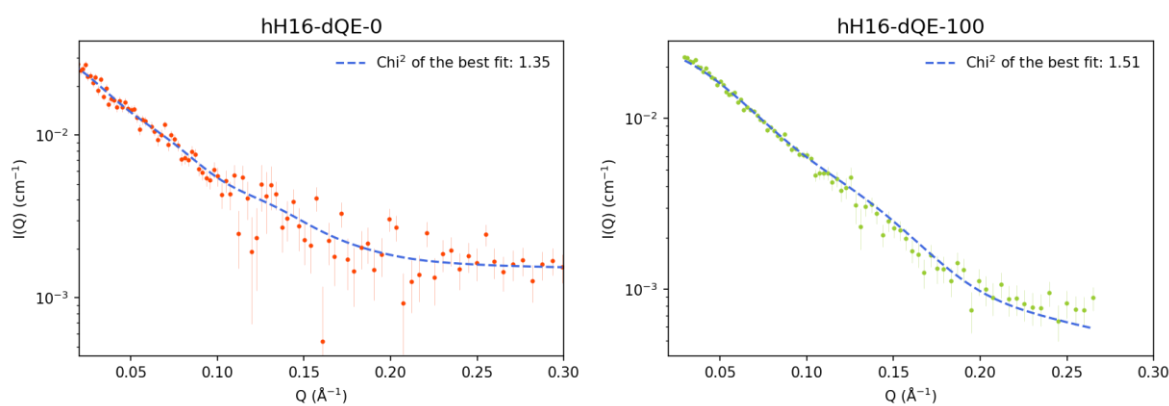 hH16-dQE-0
Chi² of the best fit: 1.35
10⁻²
10⁻³
I(Q) (cm⁻¹)
0.05 0.10 0.15 0.20 0.25 0.30
Q (Å⁻¹)
hH16-dQE-100
Chi² of the best fit: 1.51
10⁻²
10⁻³
I(Q) (cm⁻¹)
0.05 0.10 0.15 0.20 0.25 0.30
Q (Å⁻¹)